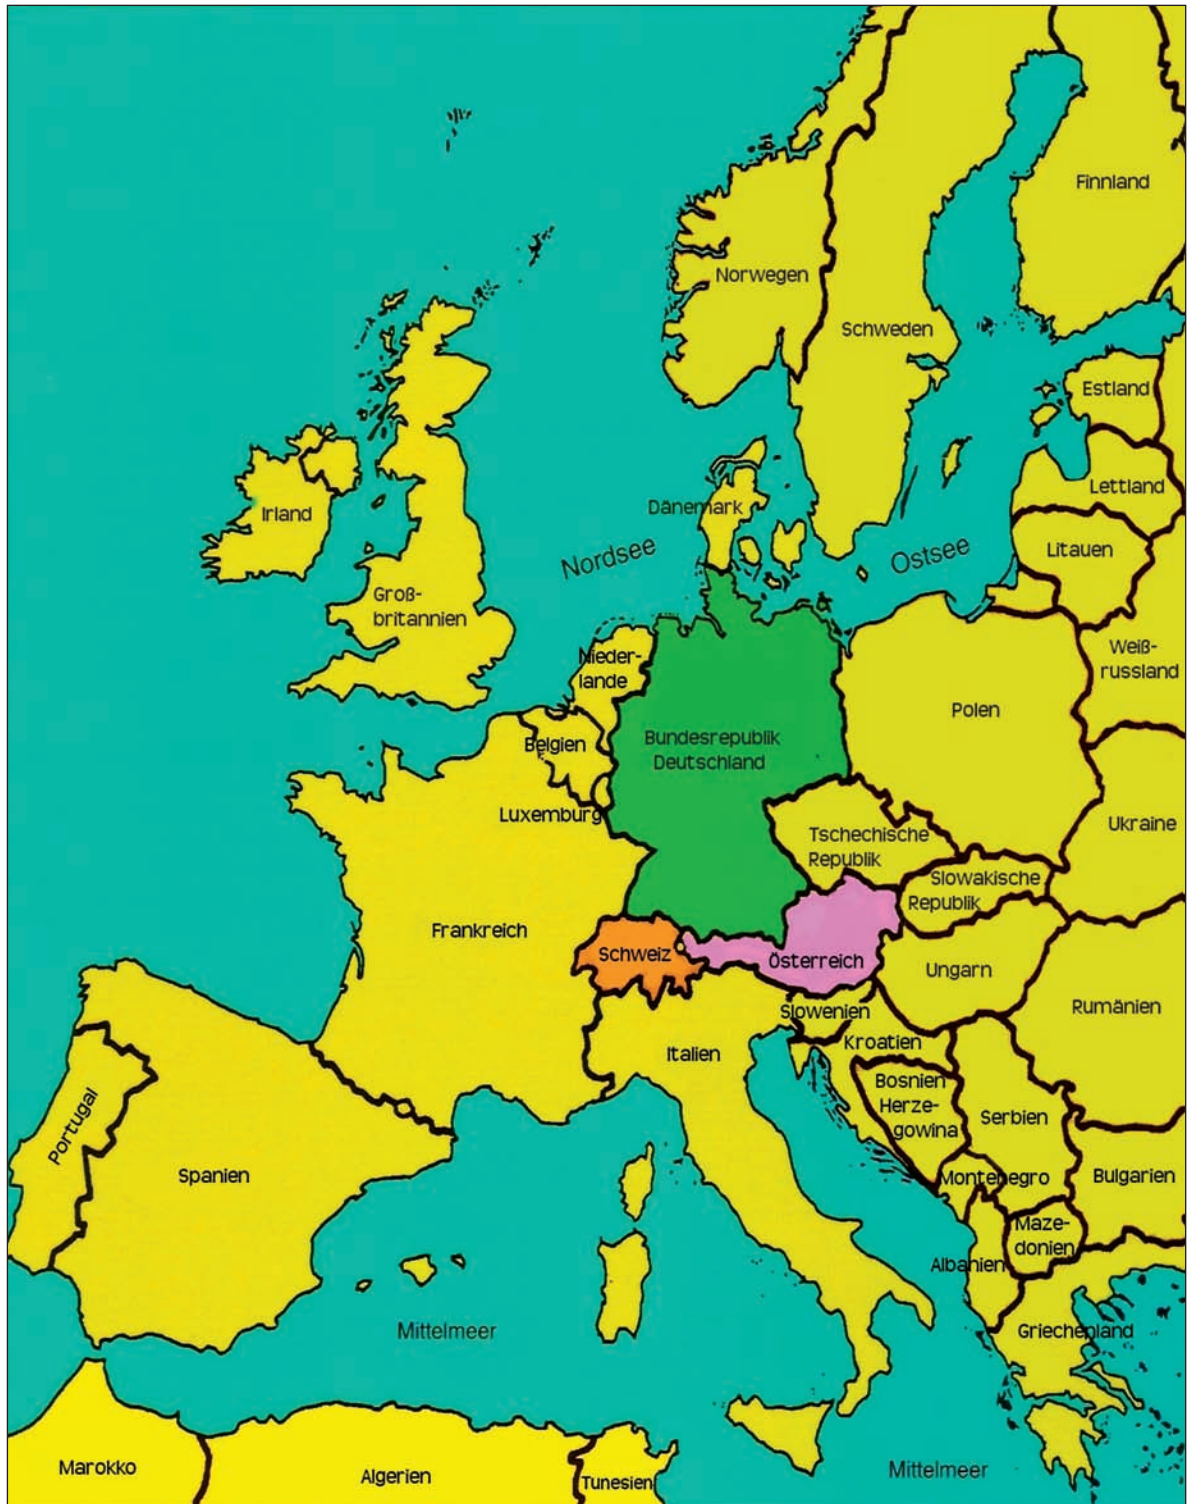 Finnland
Norwegen
Schweden
Estland
Lettland
Dänemark
Irland
Nordsee
Ostsee
Litauen
Groß-
britannien
Nieder-
lande
Weiß-
russland
Polen
Bundesrepublik
Deutschland
Belgien
Luxemburg
Ukraine
Tschechische
Republik
Slowakische
Republik
Frankreich
Schweiz
Österreich
Ungarn
Rumänien
Slowenien
Kroatien
Italien
Bosnien
Herze-
gowina
Serbien
Portugal
Spanien
Montenegro
Bulgarien
Maze-
donien
Albanien
Mittelmeer
Griechenland
Marokko
Algerien
Tunesien
Mittelmeer